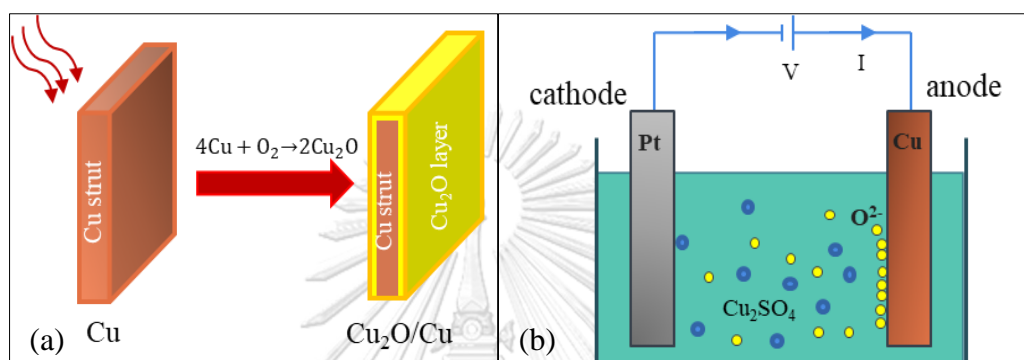 Cu strut
4Cu + O₂→2Cu₂O
Cu strut
Cu₂O layer
(a)
Cu
Cu₂O/Cu
V
I
cathode
anode
Pt
Cu
O²⁻
Cu₂SO₄
(b)